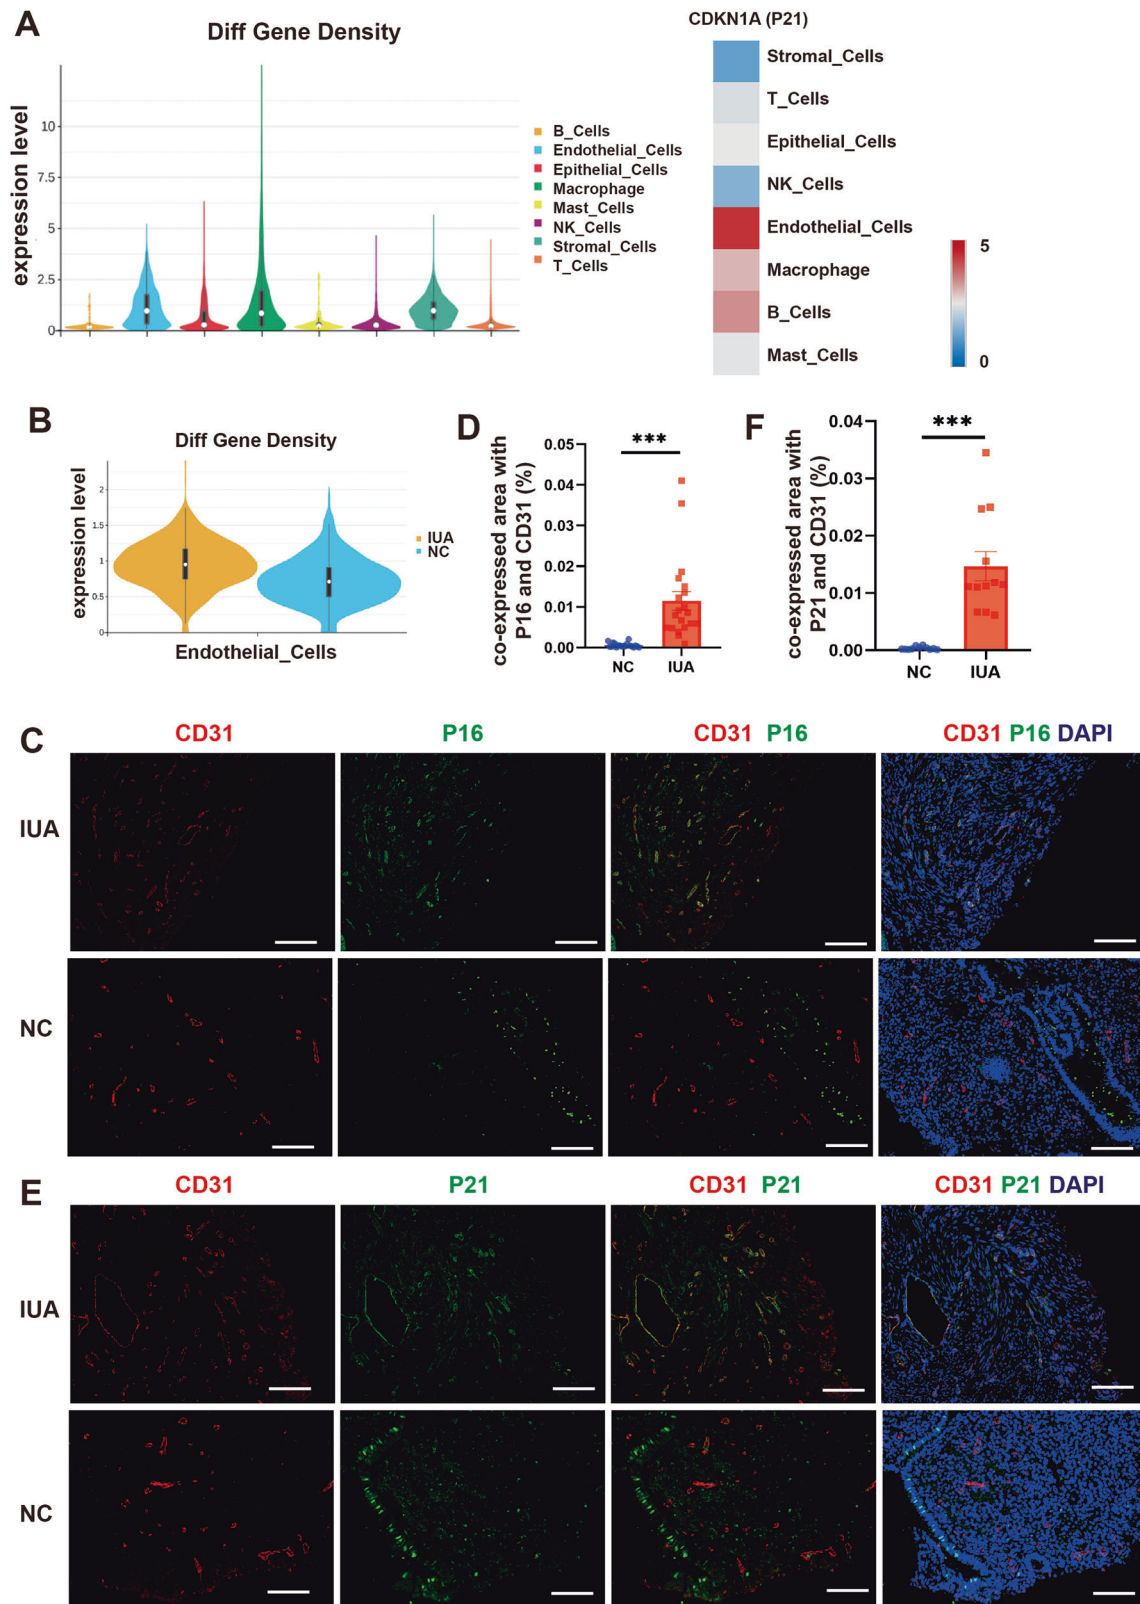 A
Diff Gene Density
expression level
10
7.5
5
2.5
0
B_Cells
Endothelial_Cells
Epithelial_Cells
Macrophage
Mast_Cells
NK_Cells
Stromal_Cells
T_Cells
CDKN1A (P21)
Stromal_Cells
T_Cells
Epithelial_Cells
NK_Cells
Endothelial_Cells
Macrophage
B_Cells
Mast_Cells
5
0
B
Diff Gene Density
expression level
2
1.5
1
0.5
0
IUA
NC
Endothelial_Cells
D
co-expressed area with
P16 and CD31 (%)
0.05
0.04
0.03
0.02
0.01
0.00
***
NC
IUA
F
co-expressed area with
P21 and CD31 (%)
0.04
0.03
0.02
0.01
0.00
***
NC
IUA
C
CD31
P16
CD31 P16
CD31 P16 DAPI
IUA
NC
E
CD31
P21
CD31 P21
CD31 P21 DAPI
IUA
NC